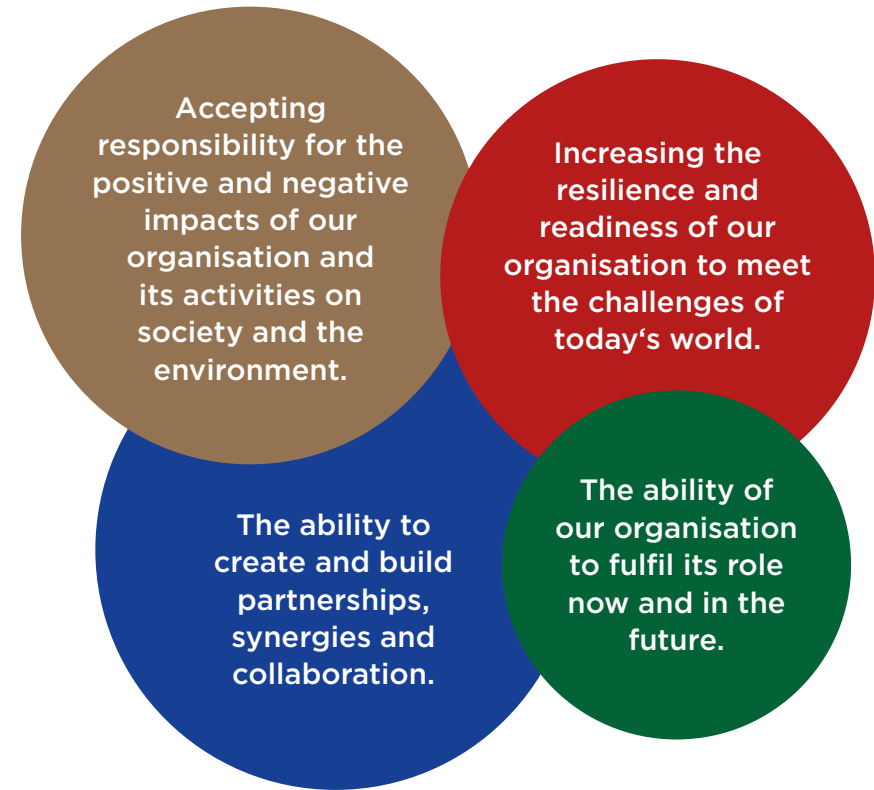 Accepting
responsibility for the
positive and negative
impacts of our
organisation and
its activities on
society and the
environment.
Increasing the
resilience and
readiness of our
organisation to meet
the challenges of
today‘s world.
The ability to
create and build
partnerships,
synergies and
collaboration.
The ability of
our organisation
to fulfil its role
now and in the
future.